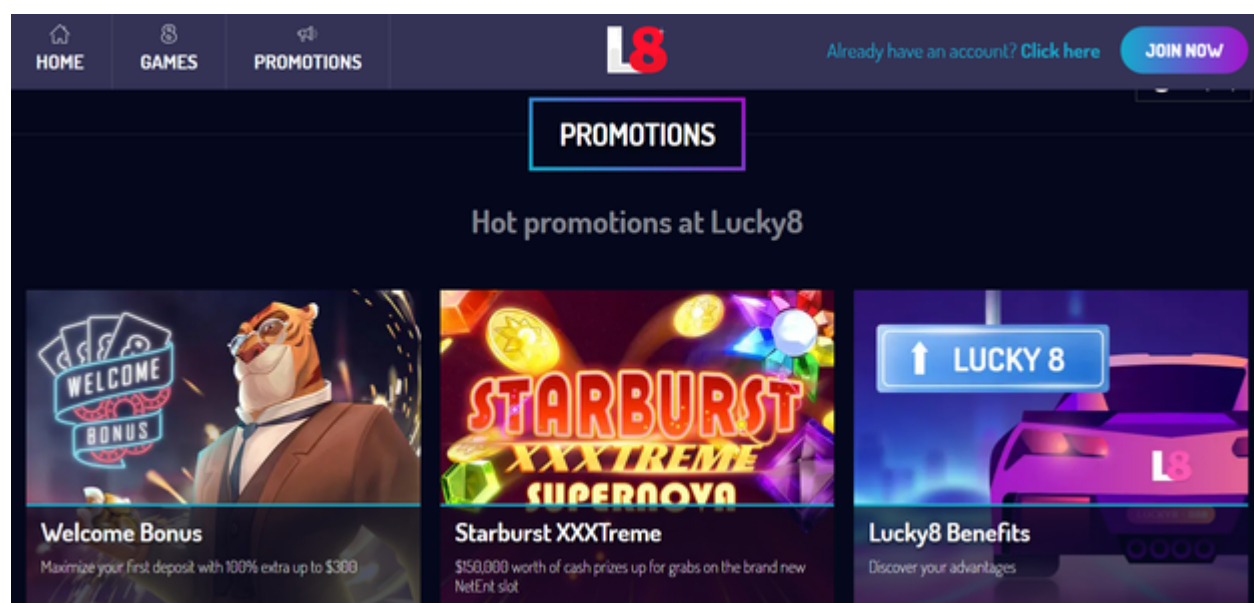 HOME
GAMES
PROMOTIONS
L8
Already have an account? Click here
JOIN NOW
PROMOTIONS
Hot promotions at Lucky8
WELCOME
BONUS
STARBURST
XXXTREME
SUPERNOVA
LUCKY 8
L8
Welcome Bonus
Maximize your first deposit with 100% extra up to $300
Starburst XXXTreme
$150,000 worth of cash prizes up for grabs on the brand new
NetEnt slot
Lucky8 Benefits
Discover your advantages